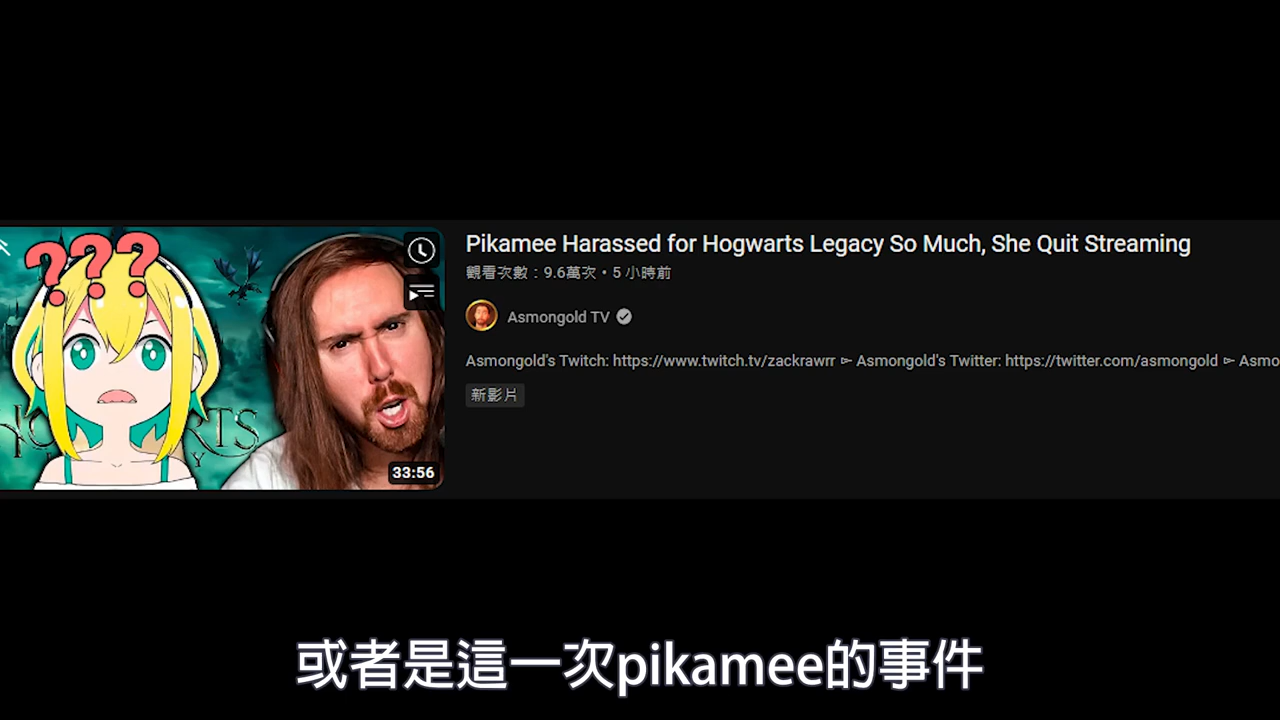 ???
33:56
Pikamee Harassed for Hogwarts Legacy So Much, She Quit Streaming
觀看次數：9.6萬次 • 5 小時前
Asmongold TV
Asmongold's Twitch: https://www.twitch.tv/zackrawrr ► Asmongold's Twitter: https://twitter.com/asmongold ► Asmo
新影片
或者是這一次pikamee的事件